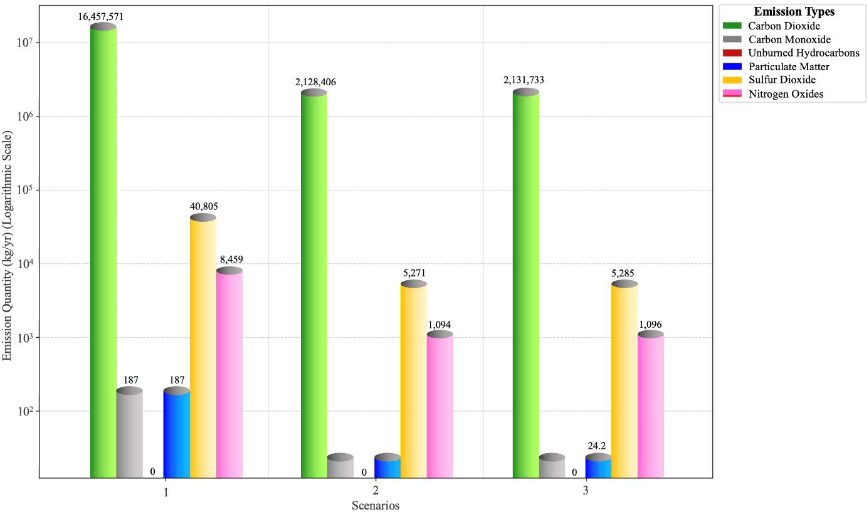 Emission Types
Carbon Dioxide
Carbon Monoxide
Unburned Hydrocarbons
Particulate Matter
Sulfur Dioxide
Nitrogen Oxides
Emission Quantity (kg/yr) (Logarithmic Scale)
10⁷
10⁶
10⁵
10⁴
10³
10²
16,457,571
187
0
187
40,805
8,459
2,128,406
0
5,271
1,094
2,131,733
0
24.2
5,285
1,096
1
2
3
Scenarios